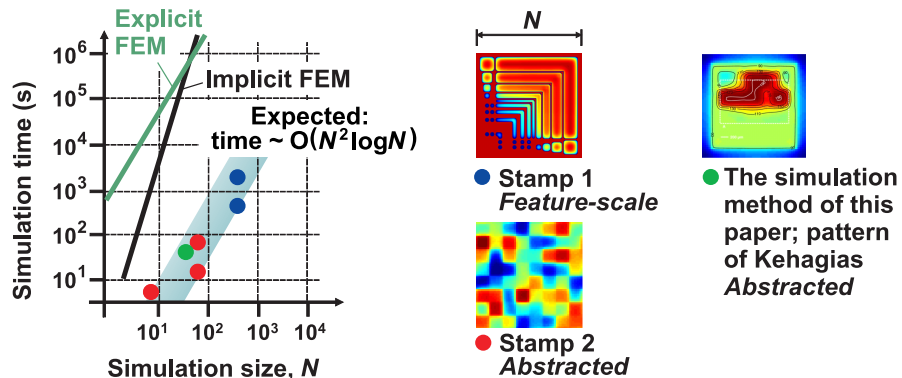 Explicit
FEM
Implicit FEM
Expected:
time ~ O(N²logN)
Simulation time (s)
10⁶
10⁵
10⁴
10³
10²
10¹
10¹ 10² 10³ 10⁴
Simulation size, N
N
Stamp 1
Feature-scale
Stamp 2
Abstracted
The simulation
method of this
paper; pattern
of Kehagias
Abstracted